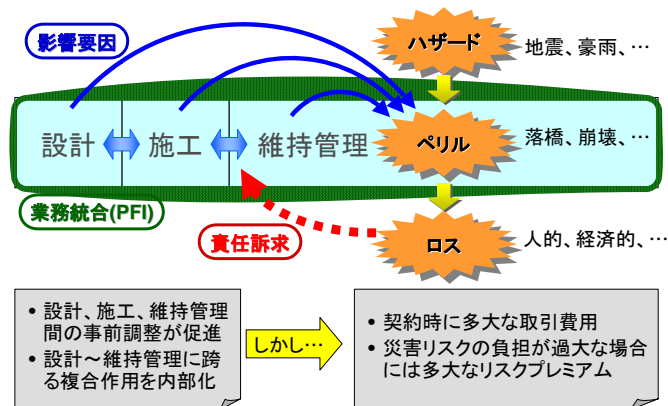 影響要因
ハザード
地震、豪雨、…
設計
施工
維持管理
ペリル
落橋、崩壊、…
業務統合(PFI)
責任訴求
ロス
人的、経済的、…
• 設計、施工、維持管理
間の事前調整が促進
• 設計～維持管理に跨
る複合作用を内部化
しかし…
• 契約時に多大な取引費用
• 災害リスクの負担が過大な場合
には多大なリスクプレミアム